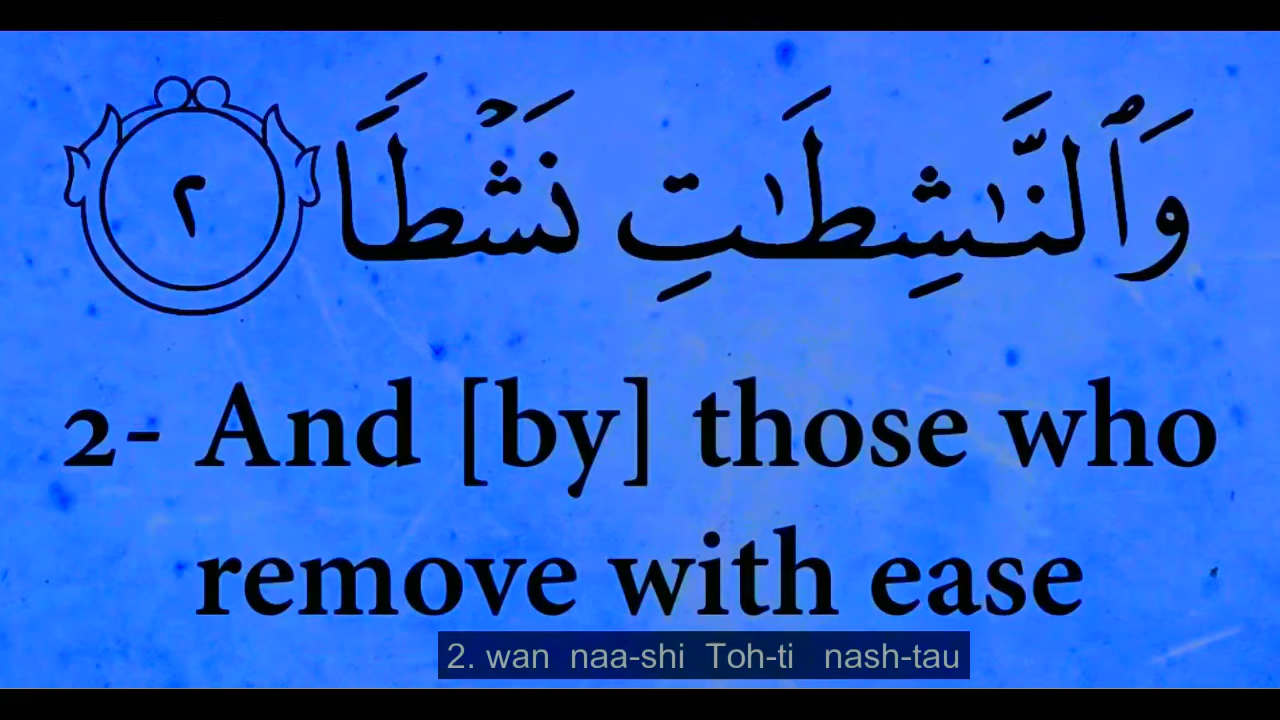 وَٱلنَّـٰشِطَـٰتِ نَشْطًا ٢
2- And [by] those who
remove with ease
2. wan naa-shi Toh-ti nash-tau